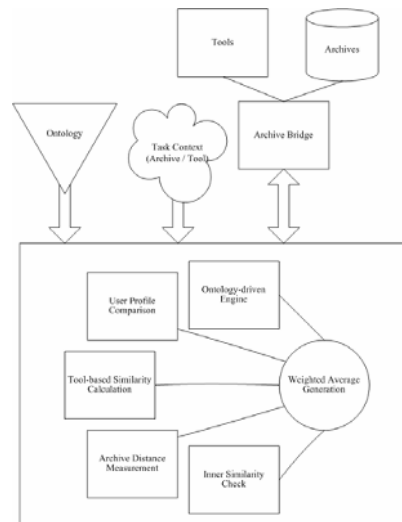 Tools
Archives
Ontology
Task Context
(Archive / Tool)
Archive Bridge
Ontology-driven
Engine
User Profile
Comparison
Tool-based Similarity
Calculation
Weighted Average
Generation
Archive Distance
Measurement
Inner Similarity
Check